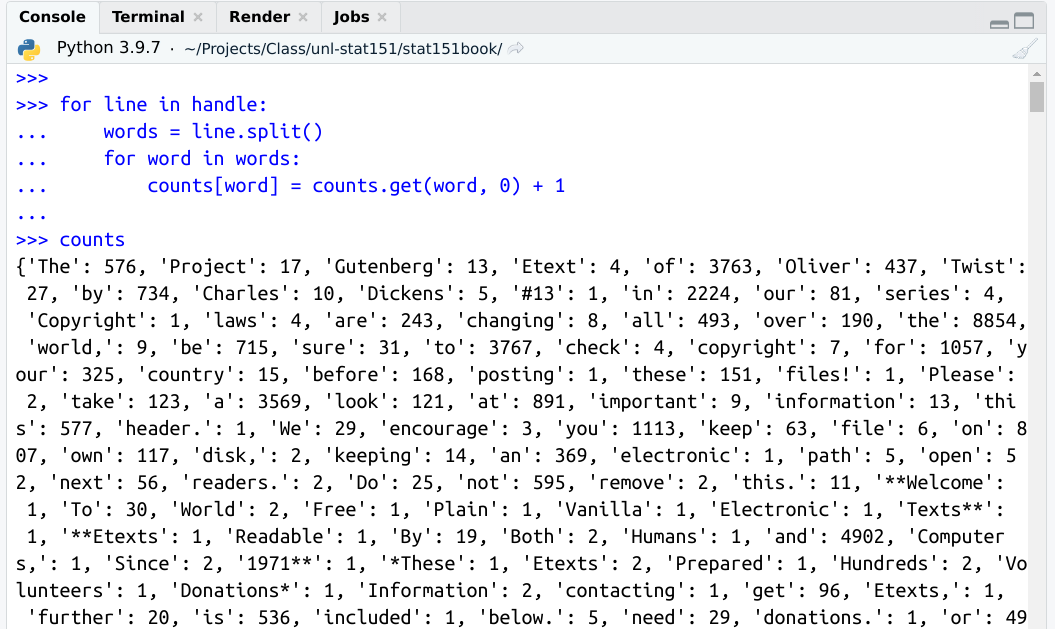 Console Terminal × Render × Jobs ×
Python 3.9.7 · ~/Projects/Class/unl-stat151/stat151book/
>>>
>>> for line in handle:
...     words = line.split()
...     for word in words:
...         counts[word] = counts.get(word, 0) + 1
...
>>> counts
{'The': 576, 'Project': 17, 'Gutenberg': 13, 'Etext': 4, 'of': 3763, 'Oliver': 437, 'Twist':
 27, 'by': 734, 'Charles': 10, 'Dickens': 5, '#13': 1, 'in': 2224, 'our': 81, 'series': 4,
 'Copyright': 1, 'laws': 4, 'are': 243, 'changing': 8, 'all': 493, 'over': 190, 'the': 8854,
 'world,': 9, 'be': 715, 'sure': 31, 'to': 3767, 'check': 4, 'copyright': 7, 'for': 1057, 'y
our': 325, 'country': 15, 'before': 168, 'posting': 1, 'these': 151, 'files!': 1, 'Please':
 2, 'take': 123, 'a': 3569, 'look': 121, 'at': 891, 'important': 9, 'information': 13, 'thi
s': 577, 'header.': 1, 'We': 29, 'encourage': 3, 'you': 1113, 'keep': 63, 'file': 6, 'on': 8
07, 'own': 117, 'disk,': 2, 'keeping': 14, 'an': 369, 'electronic': 1, 'path': 5, 'open': 5
2, 'next': 56, 'readers.': 2, 'Do': 25, 'not': 595, 'remove': 2, 'this.': 11, '**Welcome':
 1, 'To': 30, 'World': 2, 'Free': 1, 'Plain': 1, 'Vanilla': 1, 'Electronic': 1, 'Texts**':
 1, '**Etexts': 1, 'Readable': 1, 'By': 19, 'Both': 2, 'Humans': 1, 'and': 4902, 'Computer
s,': 1, 'Since': 2, '1971**': 1, '*These': 1, 'Etexts': 2, 'Prepared': 1, 'Hundreds': 2, 'Vo
lunteers': 1, 'Donations*': 1, 'Information': 2, 'contacting': 1, 'get': 96, 'Etexts,': 1,
 'further': 20, 'is': 536, 'included': 1, 'below.': 5, 'need': 29, 'donations.': 1, 'or': 49